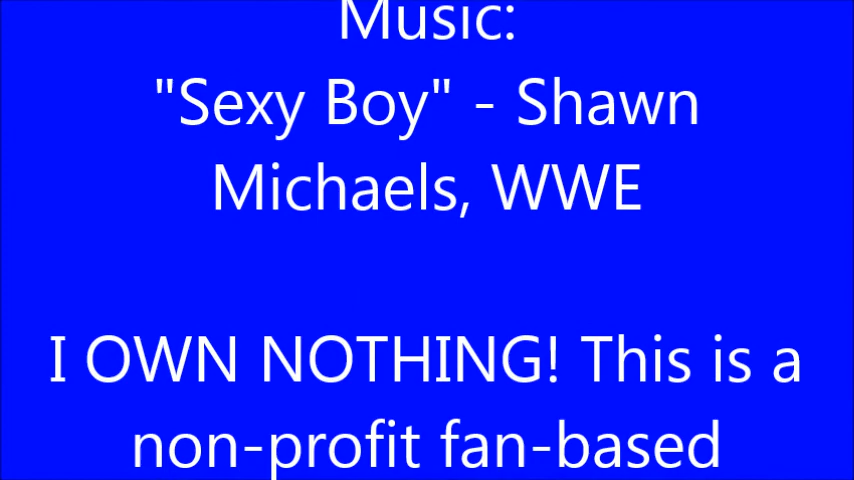 Music:
"Sexy Boy" - Shawn
Michaels, WWE
I OWN NOTHING! This is a
non-profit fan-based